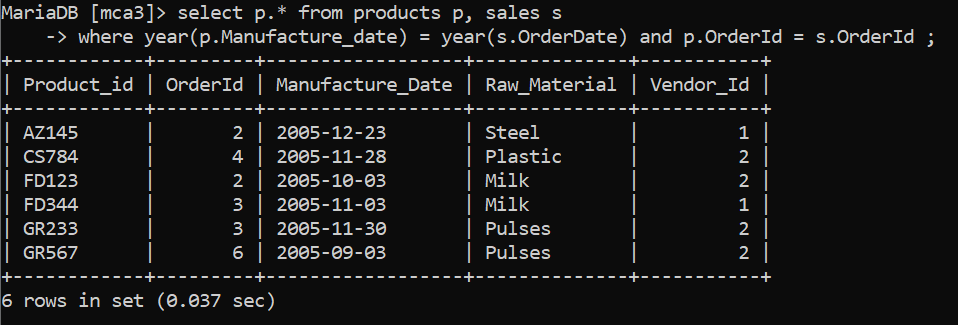 MariaDB [mca3]> select p.* from products p, sales s
    -> where year(p.Manufacture_date) = year(s.OrderDate) and p.OrderId = s.OrderId ;
+------------+---------+------------------+--------------+-----------+
| Product_id | OrderId | Manufacture_Date | Raw_Material | Vendor_Id |
+------------+---------+------------------+--------------+-----------+
| AZ145      |       2 | 2005-12-23       | Steel        |         1 |
| CS784      |       4 | 2005-11-28       | Plastic      |         2 |
| FD123      |       2 | 2005-10-03       | Milk         |         2 |
| FD344      |       3 | 2005-11-03       | Milk         |         1 |
| GR233      |       3 | 2005-11-30       | Pulses       |         2 |
| GR567      |       6 | 2005-09-03       | Pulses       |         2 |
+------------+---------+------------------+--------------+-----------+
6 rows in set (0.037 sec)